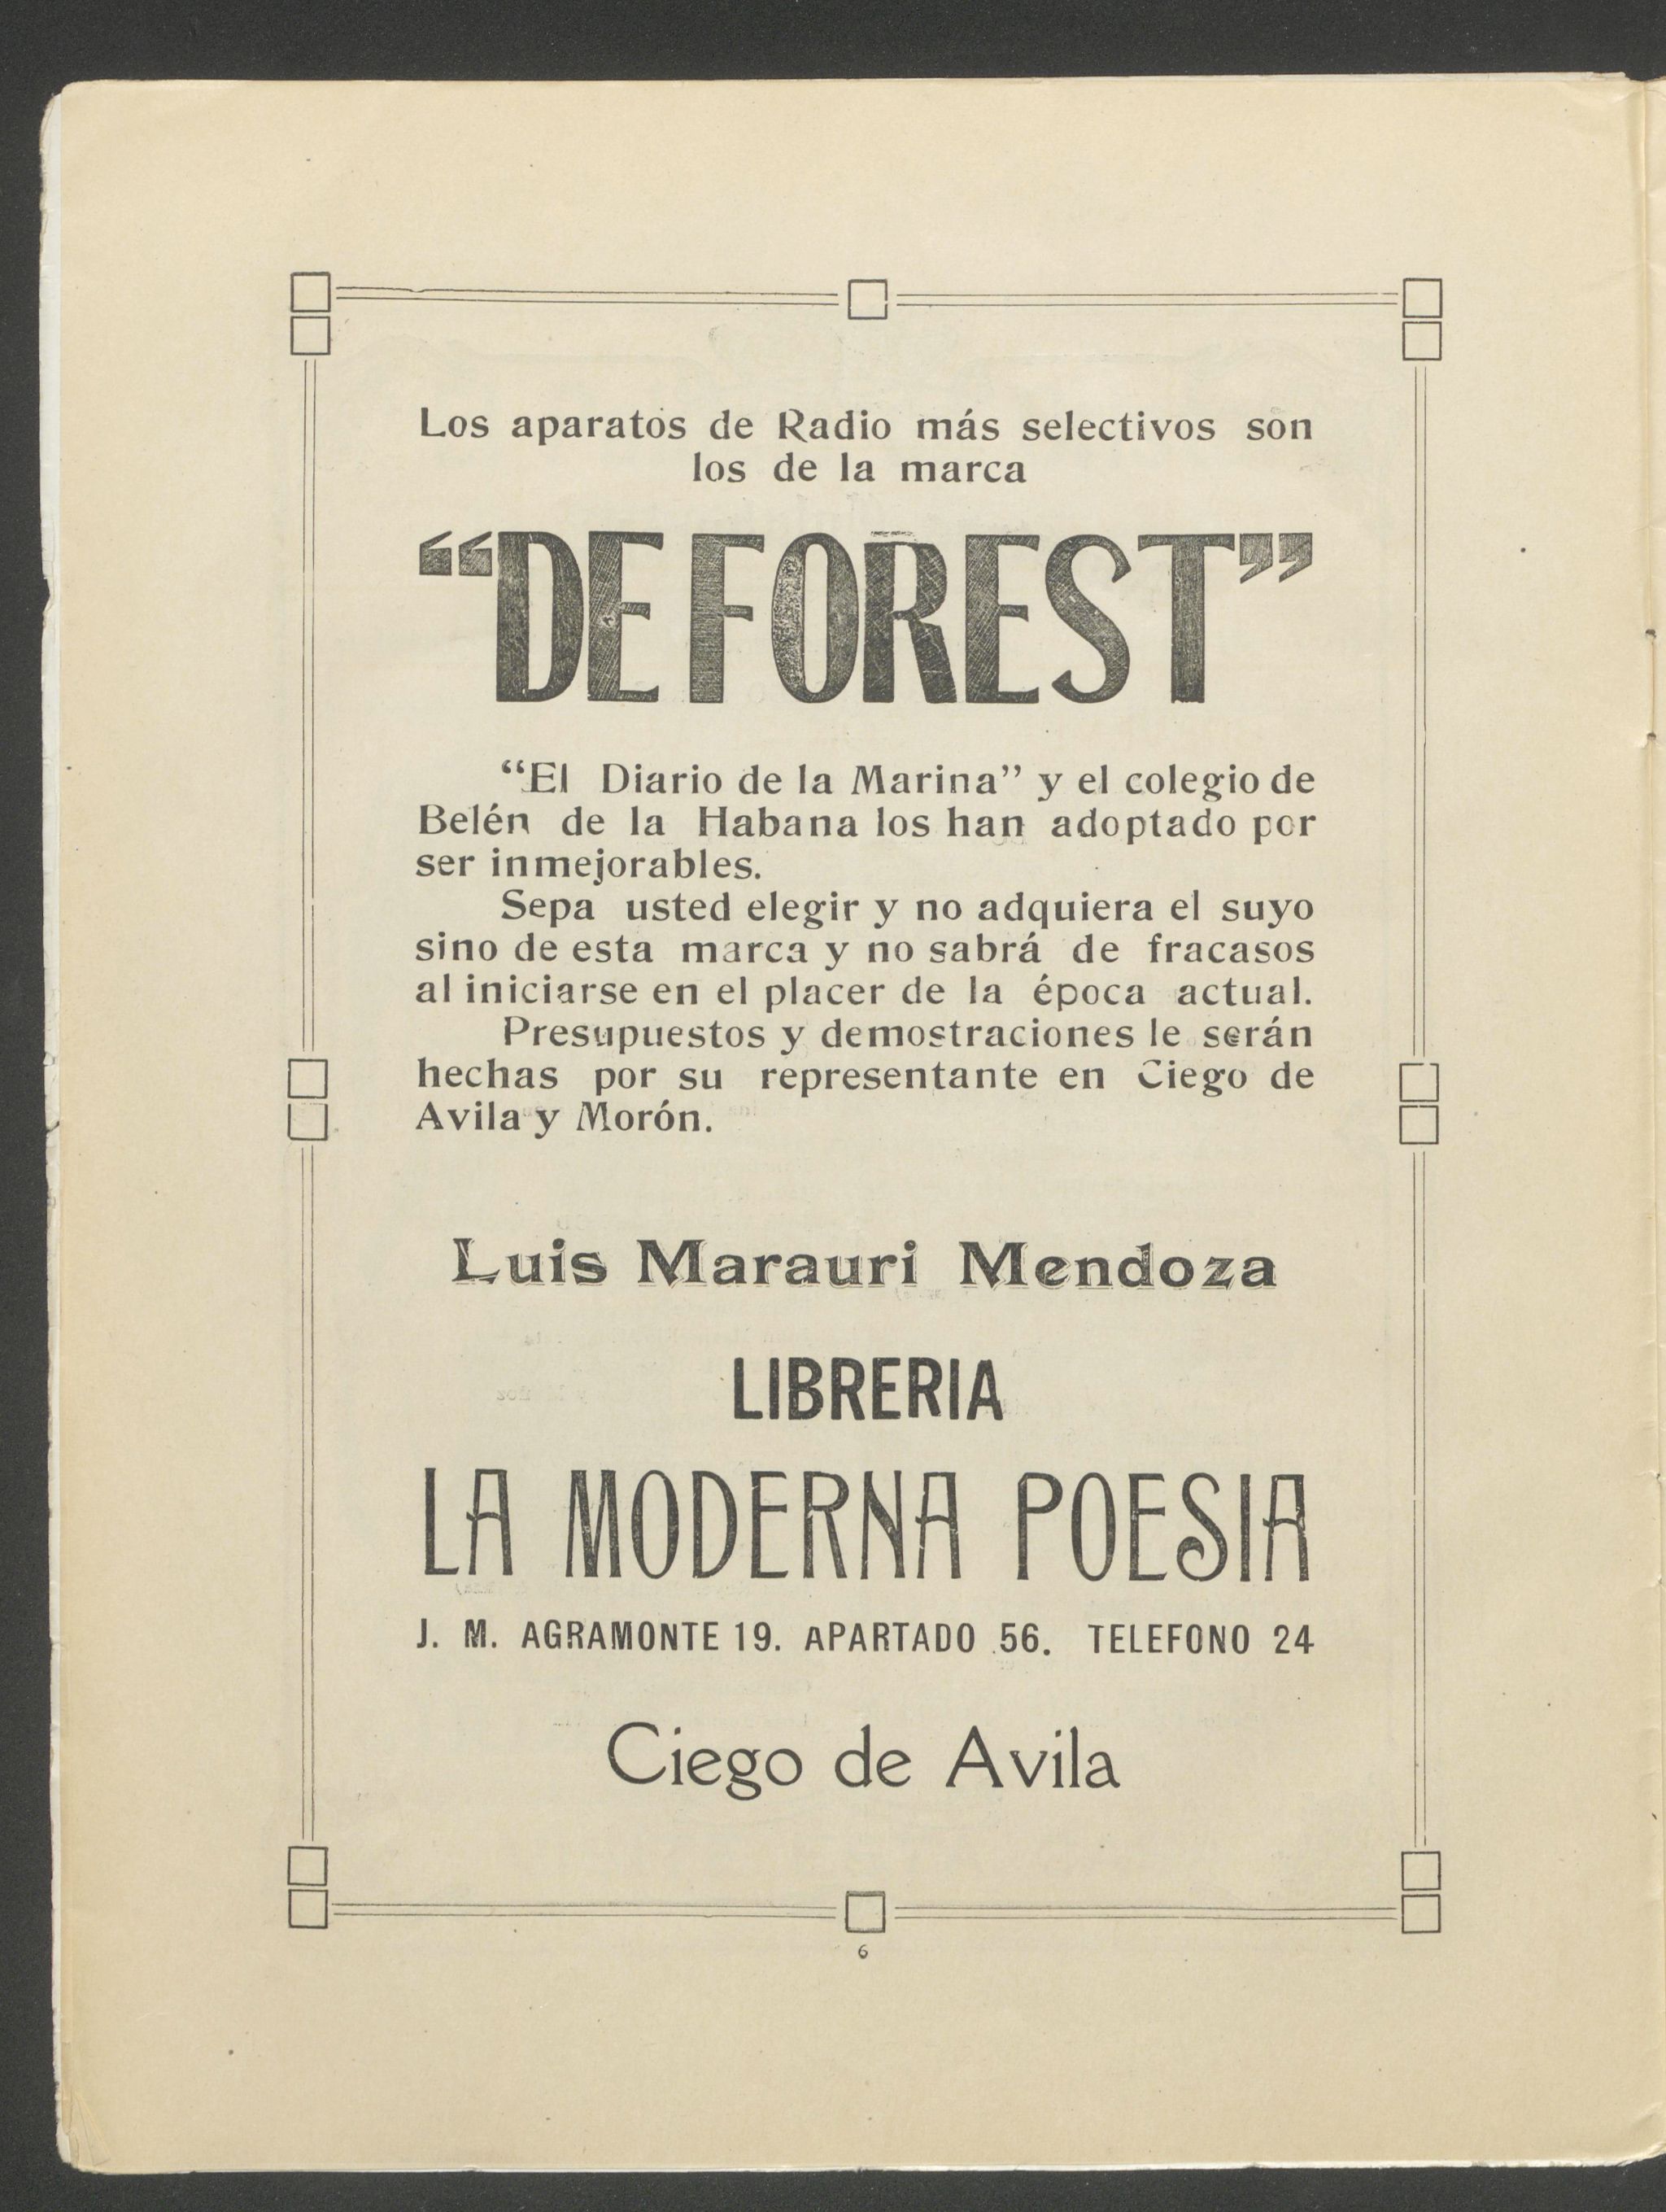 Los aparatos de Radio más selectivos son
los de la marca
“DE FOREST”
“El Diario de la Marina” y el colegio de
Belén de la Habana los han adoptado por
ser inmejorables.
Sepa usted elegir y no adquiera el suyo
sino de esta marca y no sabrá de fracasos
al iniciarse en el placer de la época actual.
Presupuestos y demostraciones le serán
hechas por su representante en Ciego de
Avila y Morón.
Luis Marauri Mendoza
LIBRERIA
LA MODERNA POESIA
J. M. AGRAMONTE 19. APARTADO 56. TELEFONO 24
Ciego de Avila
6